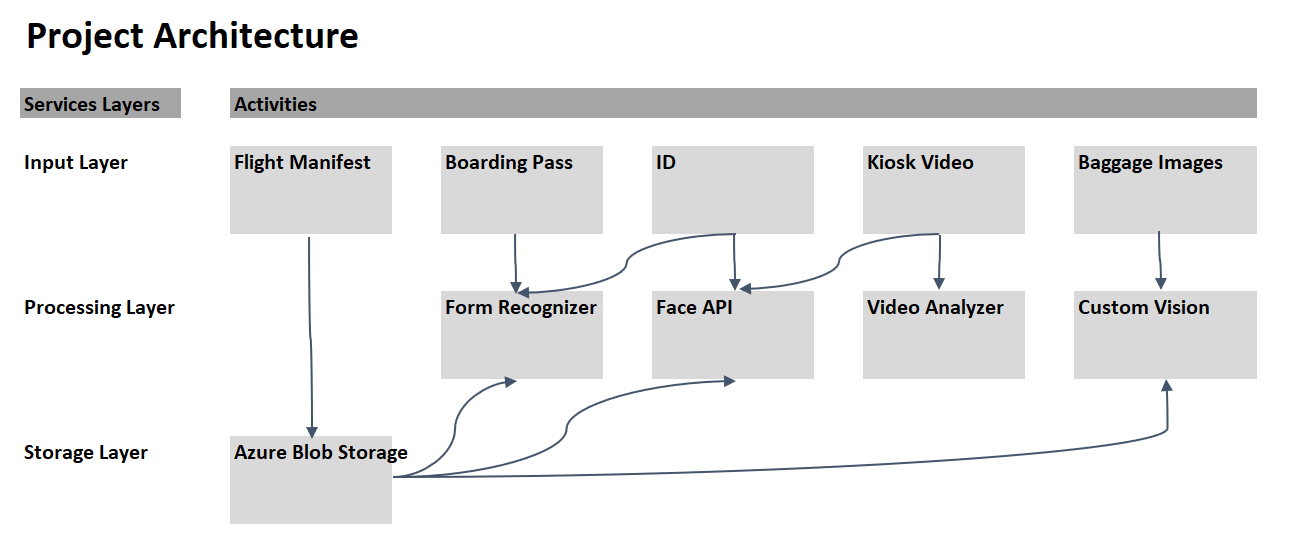 Project Architecture
Services Layers Activities
Input Layer Flight Manifest Boarding Pass ID Kiosk Video Baggage Images
Processing Layer Form Recognizer Face API Video Analyzer Custom Vision
Storage Layer Azure Blob Storage